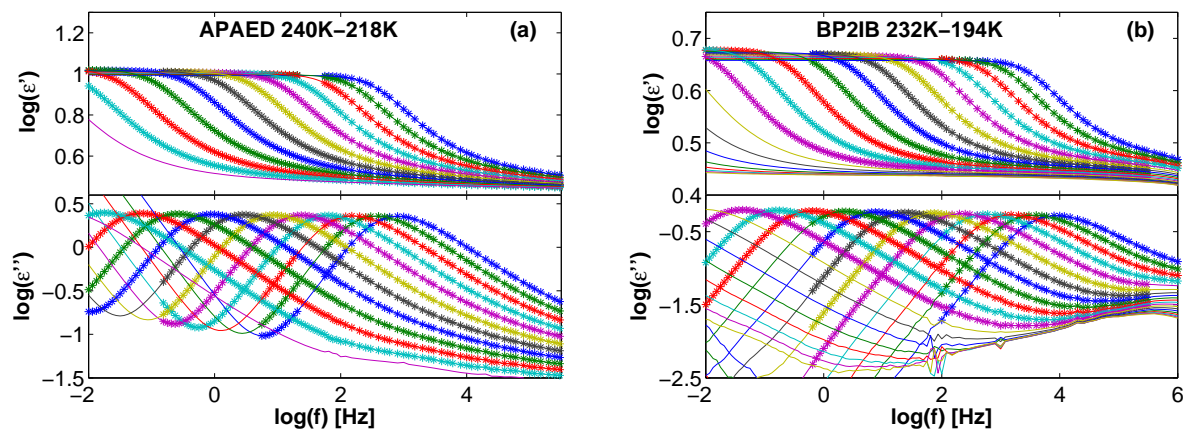 APAED 240K−218K (a)
1.2
1
0.8
0.6
log(ε')
0.5
0
−0.5
−1
−1.5
log(ε'')
−2 0 2 4
log(f) [Hz]
BP2IB 232K−194K (b)
0.7
0.6
0.5
0.4
log(ε')
−0.5
−1.5
−2.5
log(ε'')
−2 0 2 4 6
log(f) [Hz]